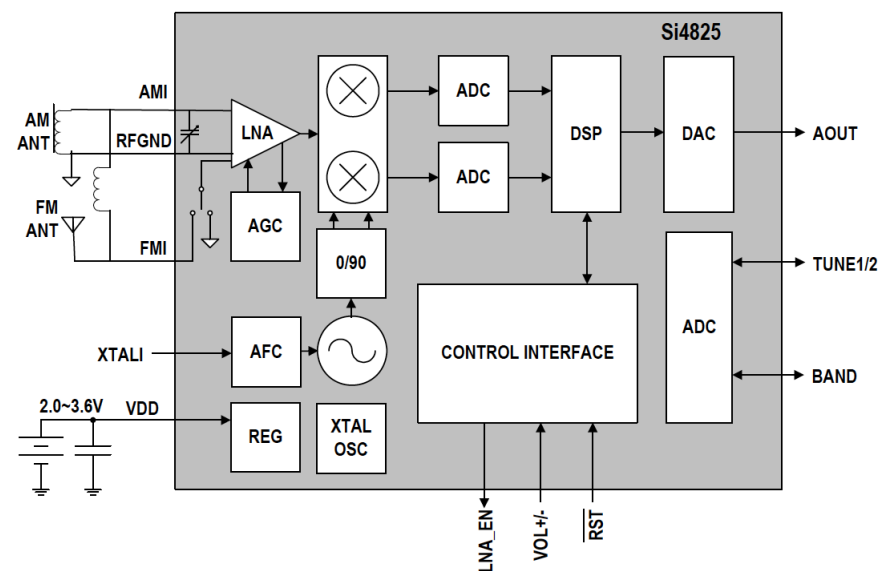 Si4825
AMI
AM
ANT
RFGND
LNA
ADC
DSP
DAC
AOUT
ADC
FM
ANT
AGC
FMI
0/90
TUNE1/2
ADC
XTALI
AFC
CONTROL INTERFACE
BAND
2.0~3.6V
VDD
REG
XTAL
OSC
LNA_EN
VOL+/-
RST